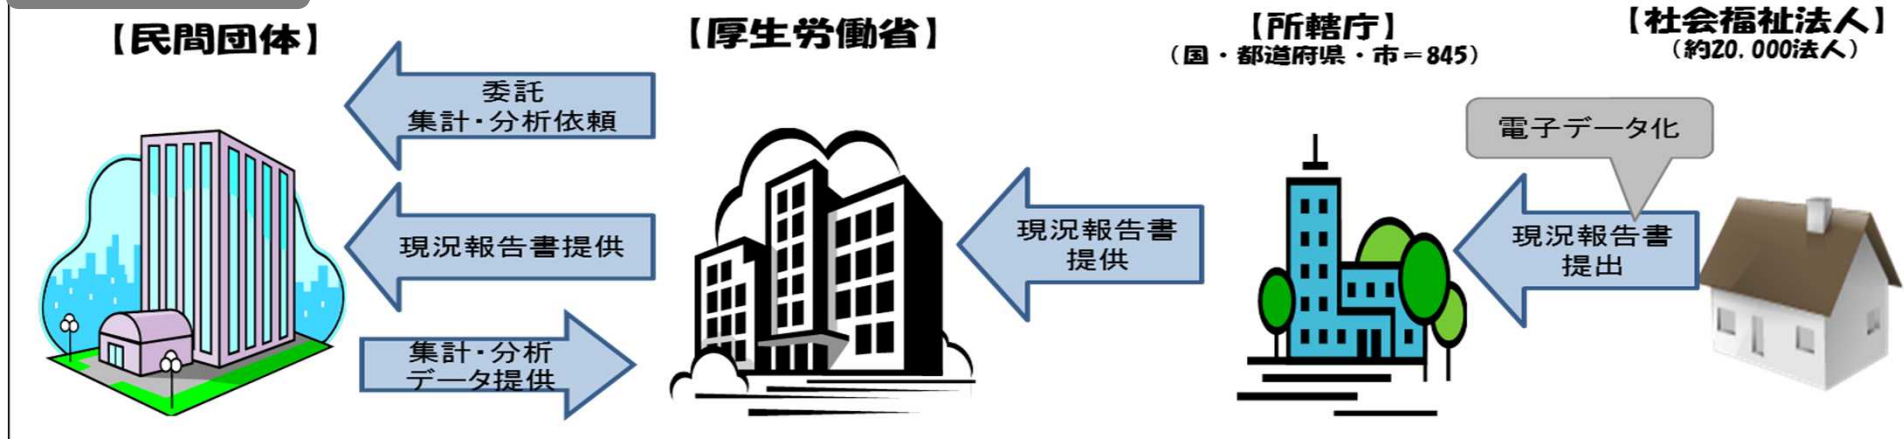 【民間団体】
委託
集計・分析依頼
現況報告書提供
集計・分析
データ提供
【厚生労働省】
現況報告書
提供
【所轄庁】
(国・都道府県・市=845)
【社会福祉法人】
(約20.000法人)
電子データ化
現況報告書
提出